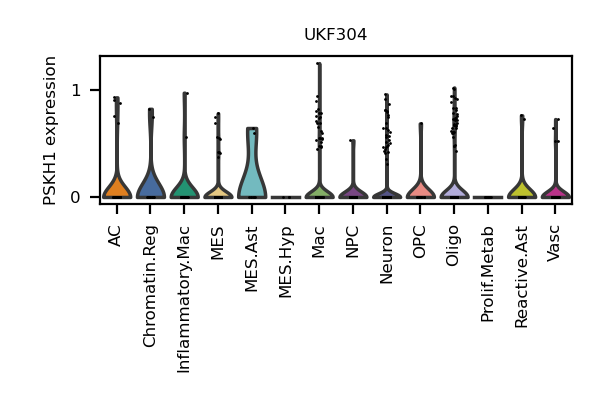 UKF304
PSKH1 expression
1
0
AC
Chromatin.Reg
Inflammatory.Mac
MES
MES.Ast
MES.Hyp
Mac
NPC
Neuron
OPC
Oligo
Prolif.Metab
Reactive.Ast
Vasc